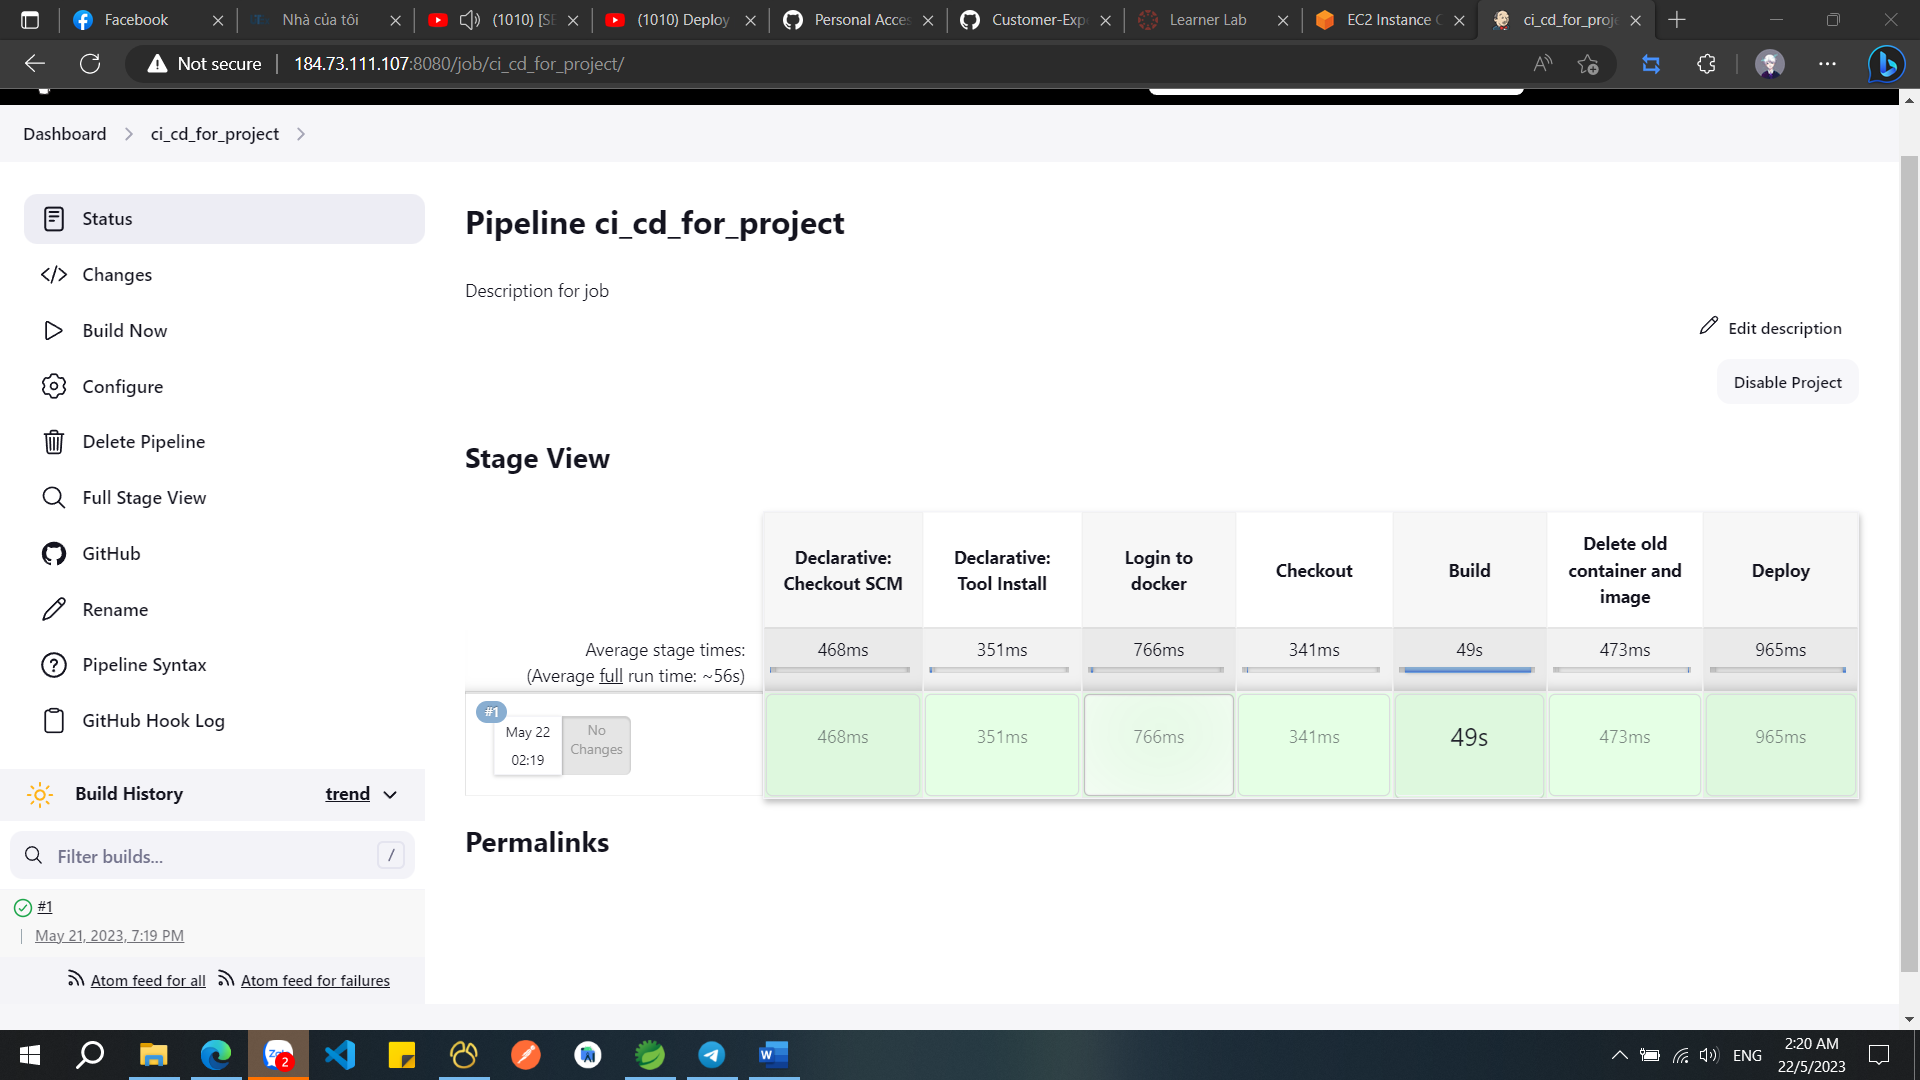 Facebook
Nhà của tôi
(1010) [SE
(1010) Deploy
Personal Acces
Customer-Exp
Learner Lab
EC2 Instance C
ci_cd_for_proje
Not secure
184.73.111.107:8080/job/ci_cd_for_project/
Dashboard
ci_cd_for_project
Status
Changes
Build Now
Configure
Delete Pipeline
Full Stage View
GitHub
Rename
Pipeline Syntax
GitHub Hook Log
Build History
trend
Filter builds...
/
#1
May 21, 2023, 7:19 PM
Atom feed for all
Atom feed for failures
Pipeline ci_cd_for_project
Description for job
Edit description
Disable Project
Stage View
Declarative:
Checkout SCM
Declarative:
Tool Install
Login to
docker
Checkout
Build
Delete old
container and
image
Deploy
Average stage times:
(Average full run time: ~56s)
468ms
351ms
766ms
341ms
49s
473ms
965ms
#1
May 22
02:19
No
Changes
468ms
351ms
766ms
341ms
49s
473ms
965ms
Permalinks
2
ENG
2:20 AM
22/5/2023